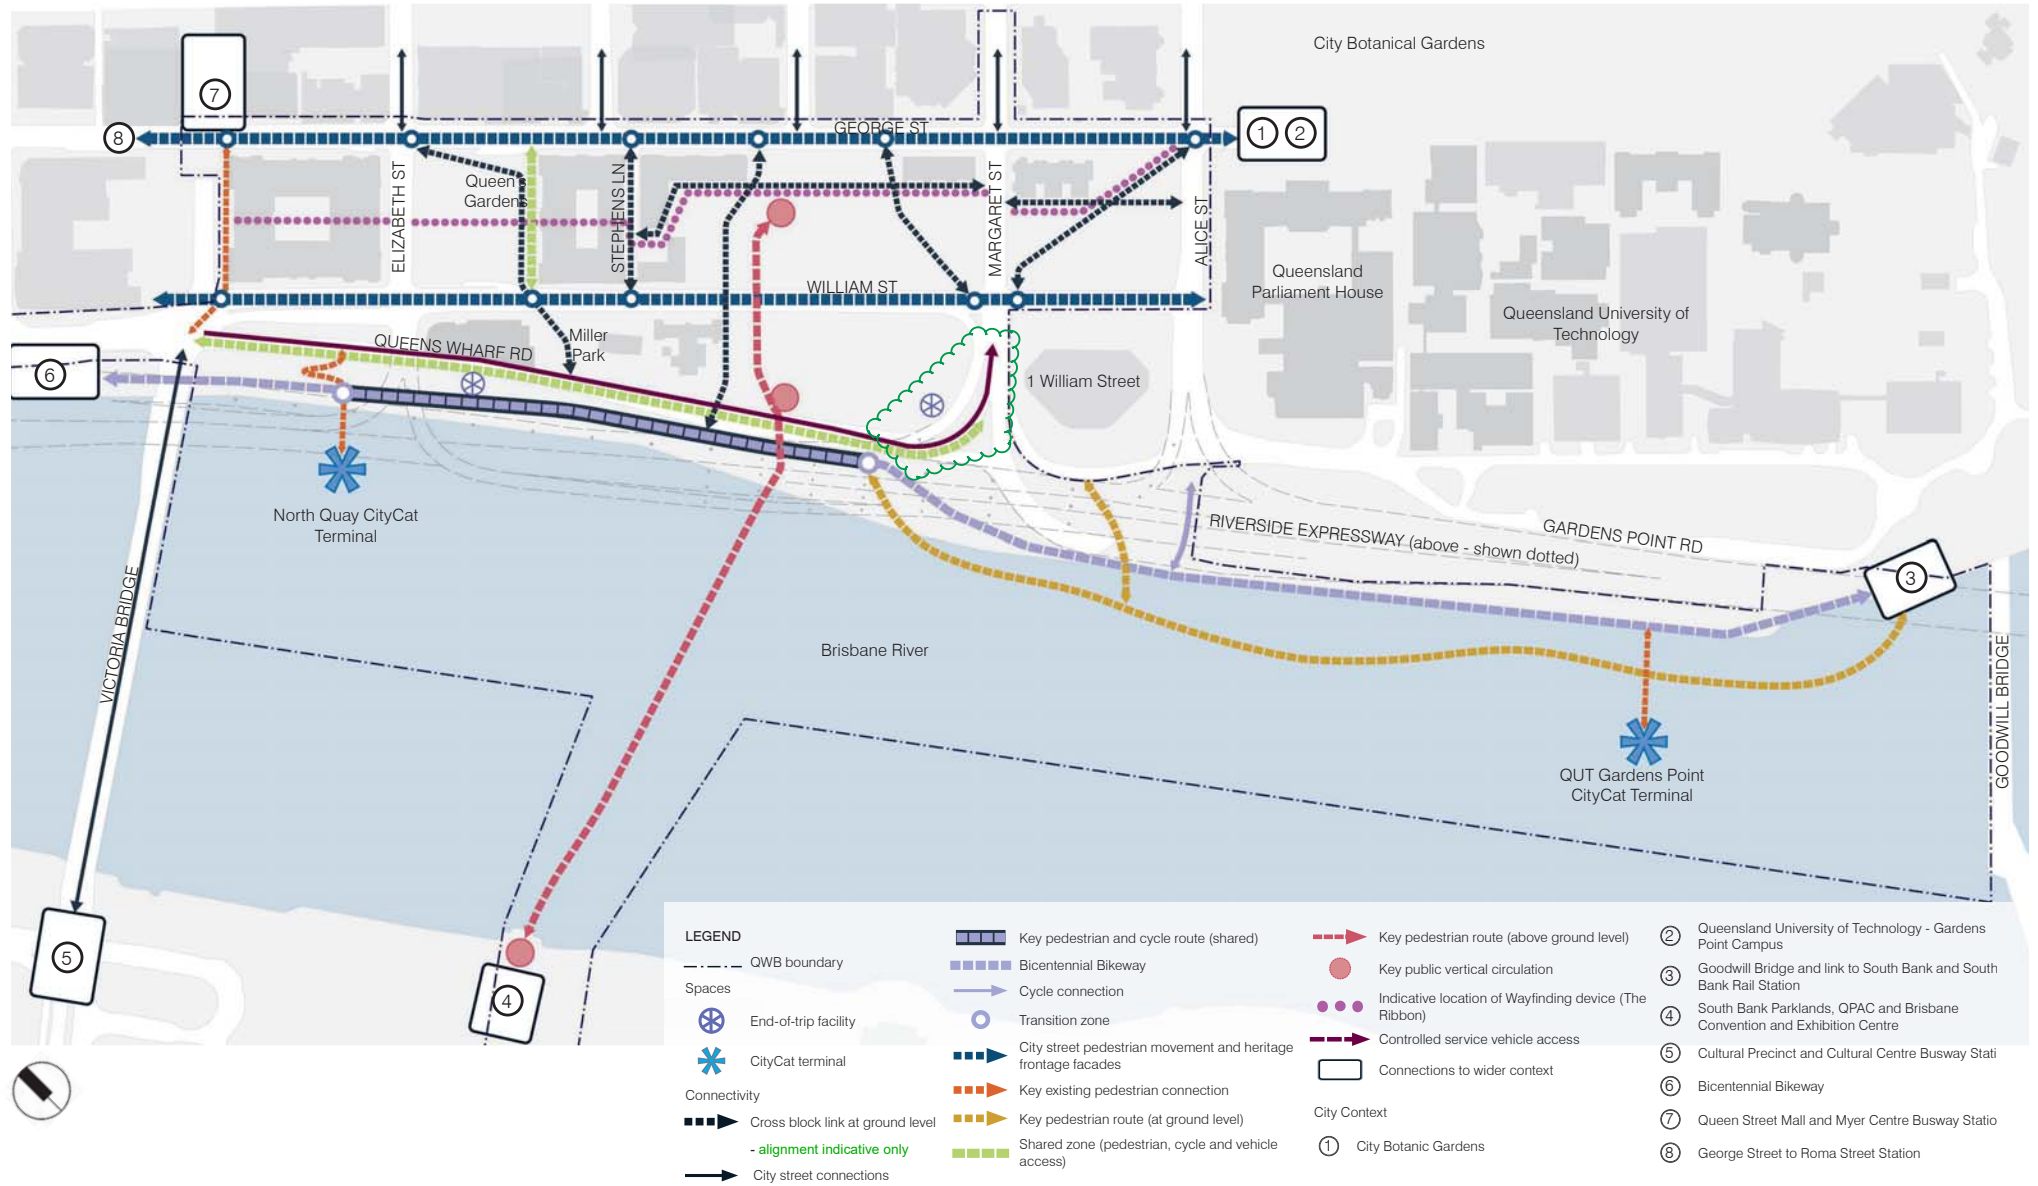 City Botanical Gardens
7
8
GEORGE ST
1 2
ELIZABETH ST
Queen
Gardens
STEPHENS LN
MARGARET ST
ALICE ST
Queensland
Parliament House
Queensland University of
Technology
WILLIAM ST
QUEENS WHARF RD
Miller
Park
1 William Street
6
North Quay CityCat
Terminal
VICTORIA BRIDGE
RIVERSIDE EXPRESSWAY (above - shown dotted)
GARDENS POINT RD
3
Brisbane River
GOODWILL BRIDGE
QUT Gardens Point
CityCat Terminal
5
4
LEGEND
QWB boundary
Spaces
End-of-trip facility
CityCat terminal
Connectivity
Cross block link at ground level
- alignment indicative only
City street connections
Key pedestrian and cycle route (shared)
Bicentennial Bikeway
Cycle connection
Transition zone
City street pedestrian movement and heritage
frontage facades
Key existing pedestrian connection
Key pedestrian route (at ground level)
Shared zone (pedestrian, cycle and vehicle
access)
Key pedestrian route (above ground level)
Key public vertical circulation
Indicative location of Wayfinding device (The
Ribbon)
Controlled service vehicle access
Connections to wider context
City Context
1 City Botanic Gardens
2 Queensland University of Technology - Gardens
Point Campus
3 Goodwill Bridge and link to South Bank and South
Bank Rail Station
4 South Bank Parklands, QPAC and Brisbane
Convention and Exhibition Centre
5 Cultural Precinct and Cultural Centre Busway Stati
6 Bicentennial Bikeway
7 Queen Street Mall and Myer Centre Busway Statio
8 George Street to Roma Street Station